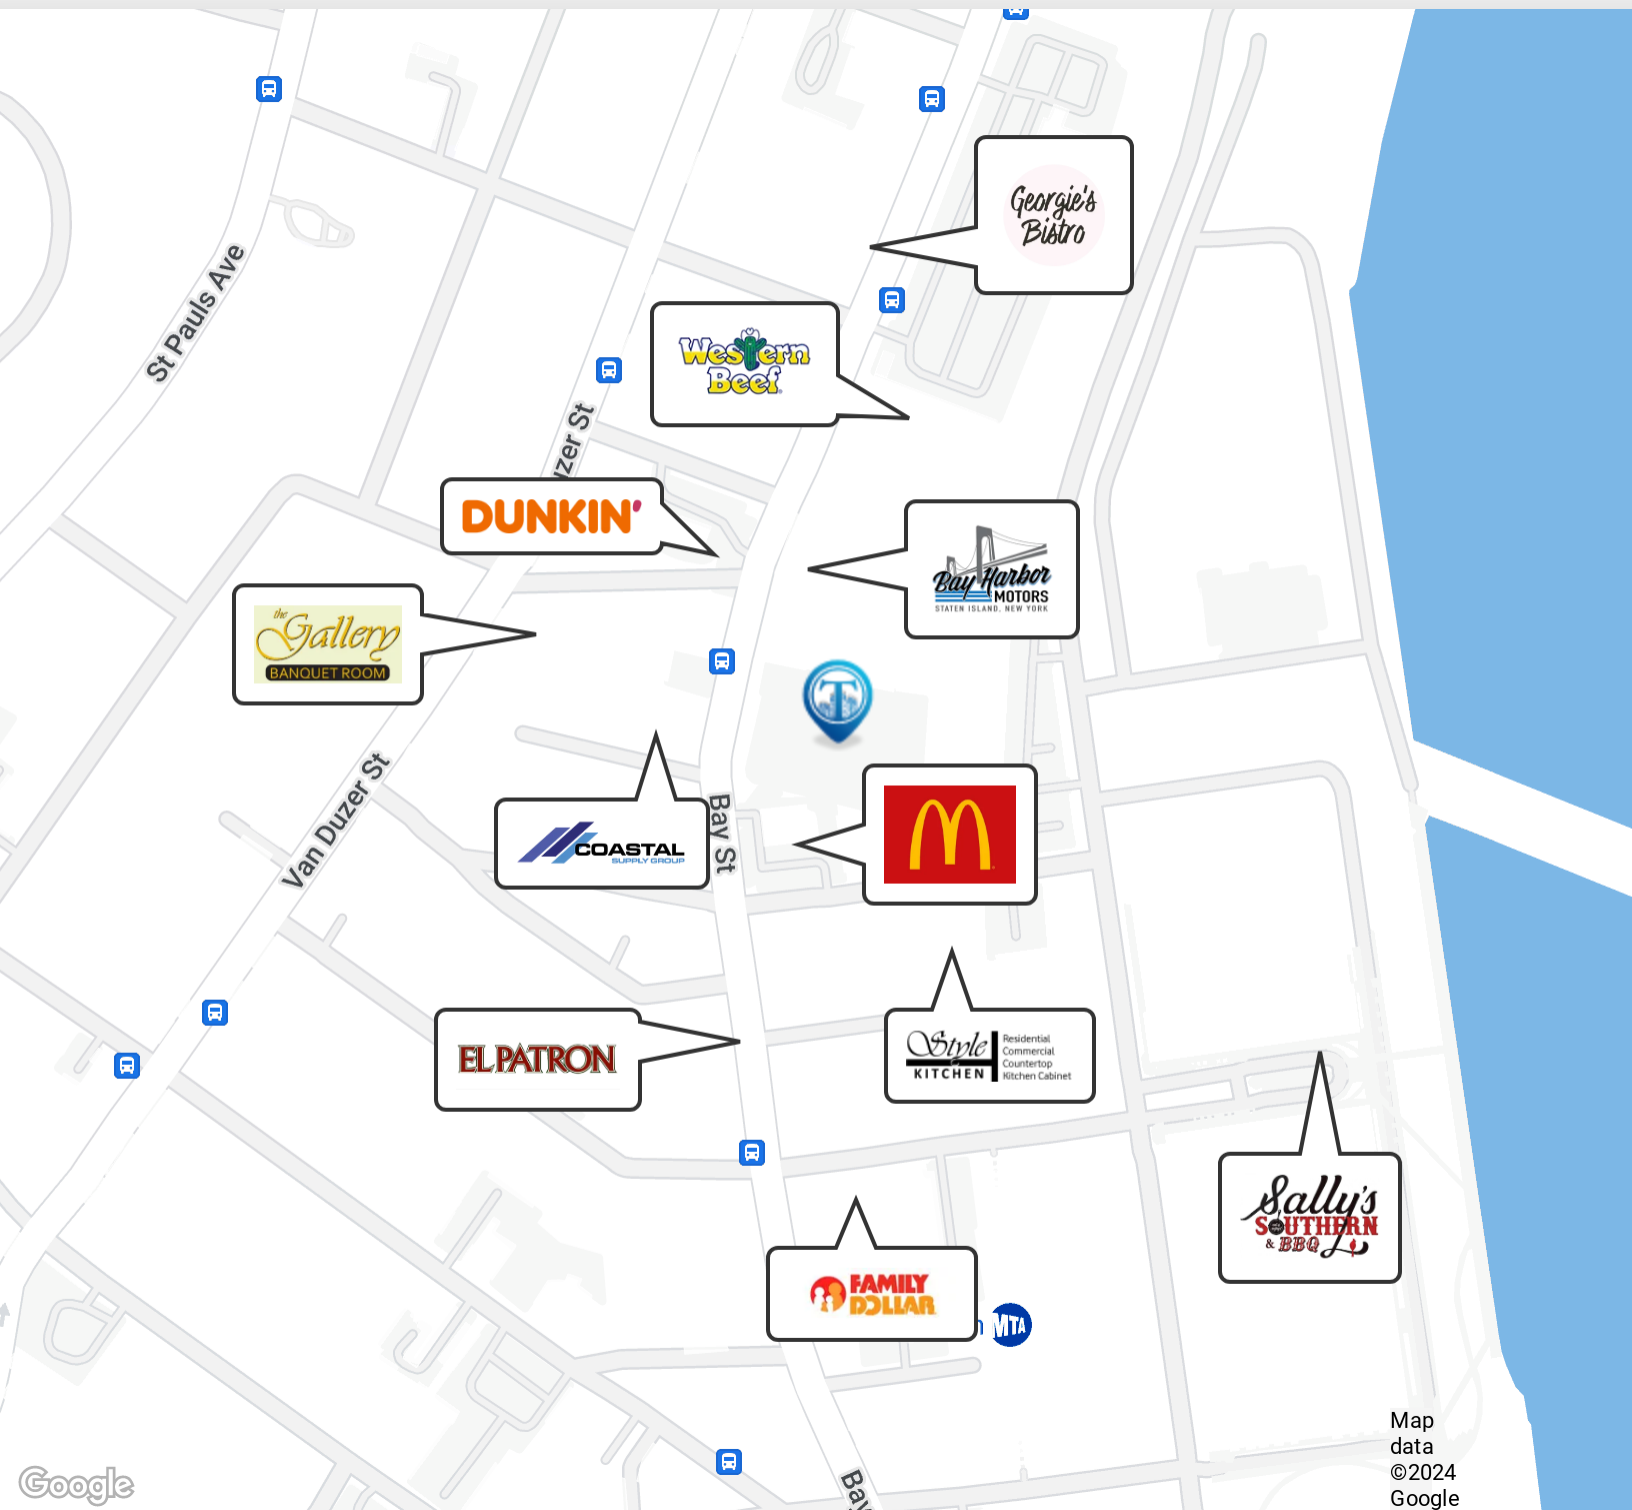 Georgie's
Bistro
St Pauls Ave
Western
Beef
uzer St
DUNKIN'
Bay Harbor
MOTORS
STATEN ISLAND, NEW YORK
the
Gallery
BANQUET ROOM
T
Van Duzer St
Bay St
COASTAL
SUPPLY GROUP
M
EL PATRON
Style
KITCHEN
Residential
Commercial
Countertop
Kitchen Cabinet
Sally's
SOUTHERN
& BBQ
FAMILY
DOLLAR
MTA
Map
data
©2024
Google
Google
Bay